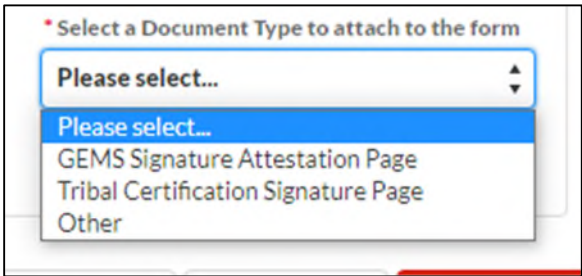 * Select a Document Type to attach to the form
Please select...
Please select...
GEMS Signature Attestation Page
Tribal Certification Signature Page
Other